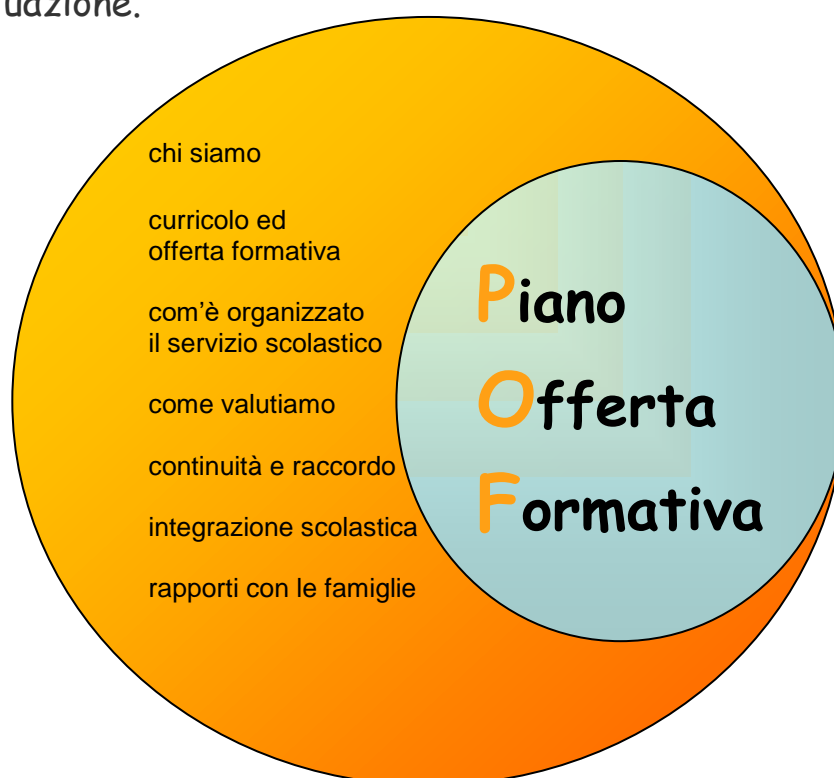 chi siamo
curricolo ed
offerta formativa
com'è organizzato
il servizio scolastico
come valutiamo
continuità e raccordo
integrazione scolastica
rapporti con le famiglie
Piano
Offerta
Formativa